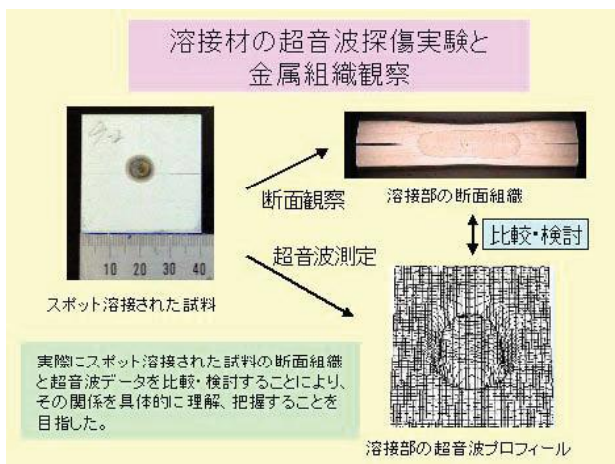 溶接材の超音波探傷実験と
金属組織観察
断面観察
溶接部の断面組織
比較・検討
超音波測定
10 20 30 40
スポット溶接された試料
実際にスポット溶接された試料の断面組織
と超音波データを比較・検討することにより、
その関係を具体的に理解、把握することを
目指した。
溶接部の超音波プロフィール